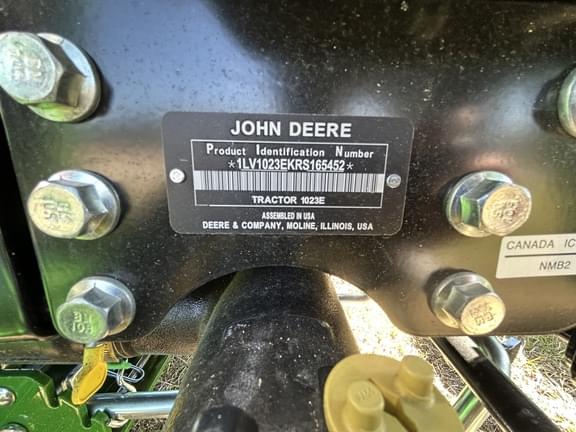 JOHN DEERE
Product Identification Number
*1LV1023EKRS165452*
TRACTOR 1023E
ASSEMBLED IN USA
DEERE & COMPANY, MOLINE, ILLINOIS, USA
CANADA IC
NMB2